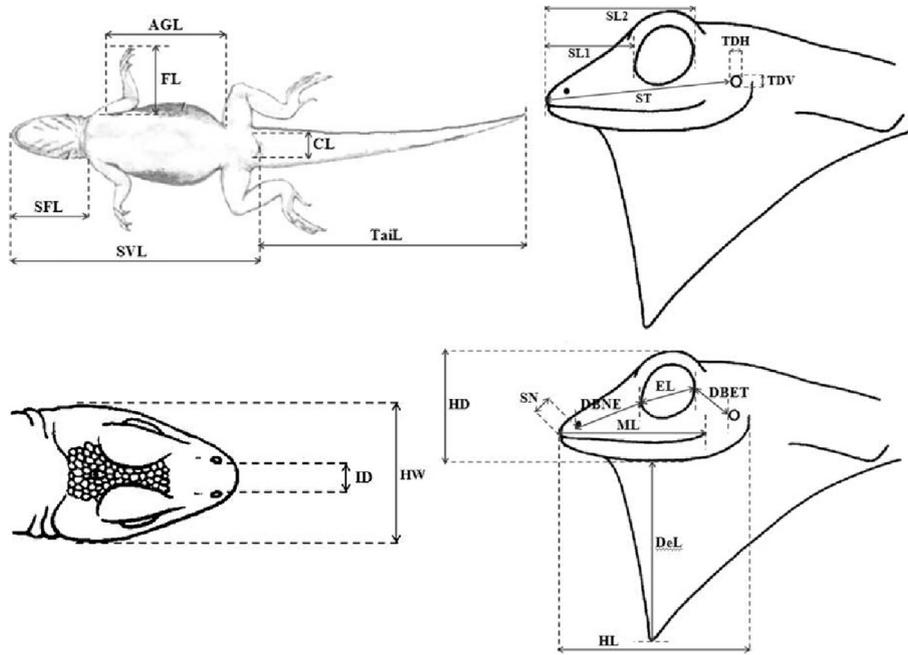 AGL
FL
CL
SFL
SVL
TaiL
SL2
SL1
TDH
TDV
ST
ID
HW
HD
SN
DBNE
EL
DBET
ML
DeL
HL